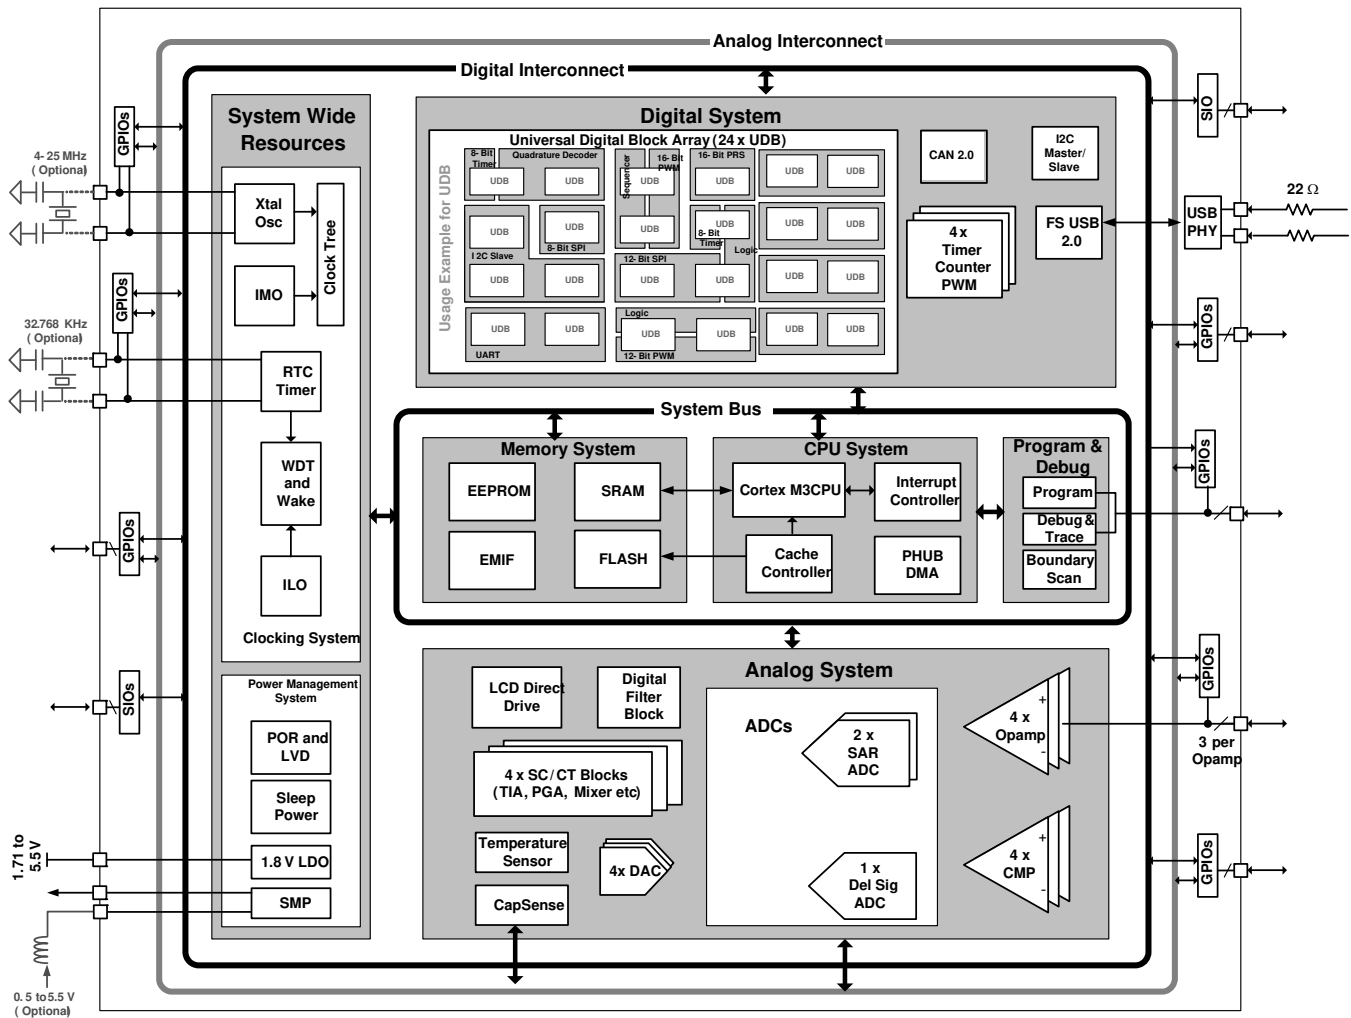 Analog Interconnect
Digital Interconnect
System Wide
Resources
4- 25 MHz
( Optional)
GPIOs
Xtal
Osc
Clock Tree
IMO
GPIOs
32.768 KHz
( Optional)
RTC
Timer
WDT
and
Wake
ILO
Clocking System
GPIOs
SIOs
Power Management
System
POR and
LVD
Sleep
Power
1.8 V LDO
SMP
1.71 to
5.5 V
0. 5 to 5.5 V
( Optional)
Digital System
Universal Digital Block Array (24 x UDB)
Usage Example for UDB
8- Bit
Timer
Quadrature Decoder
Sequencer
16- Bit
PWM
16- Bit PRS
UDB
UDB
UDB
UDB
UDB
UDB
UDB
UDB
UDB
UDB
8- Bit
Timer
UDB
UDB
I2C Slave
8- Bit SPI
12- Bit SPI
Logic
UDB
UDB
UDB
UDB
UDB
UDB
Logic
UDB
UDB
UDB
UDB
UDB
UDB
UART
12- Bit PWM
CAN 2.0
I2C
Master/
Slave
4 x
Timer
Counter
PWM
FS USB
2.0
System Bus
Memory System
EEPROM
SRAM
EMIF
FLASH
CPU System
Cortex M3CPU
Interrupt
Controller
Cache
Controller
PHUB
DMA
Program &
Debug
Program
Debug &
Trace
Boundary
Scan
Analog System
LCD Direct
Drive
Digital
Filter
Block
4 x SC/CT Blocks
(TIA, PGA, Mixer etc)
Temperature
Sensor
4x DAC
CapSense
ADCs
2 x
SAR
ADC
1 x
Del Sig
ADC
+
4 x
Opamp
-
+
4 x
CMP
-
SIO
USB
PHY
22 Ω
GPIOs
GPIOs
GPIOs
3 per
Opamp
GPIOs